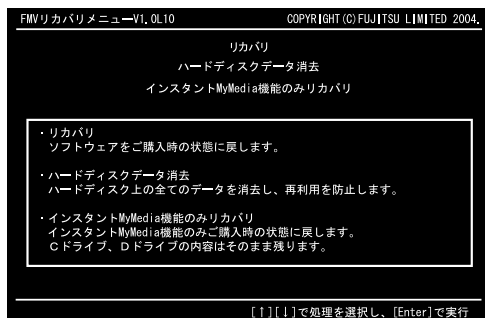 FMVリカバリメニューーV1.0L10 COPYRIGHT(C)FUJITSU LIMITED 2004.
リカバリ
ハードディスクデータ消去
インスタントMyMedia機能のみリカバリ
・リカバリ
ソフトウェアをご購入時の状態に戻します。
・ハードディスクデータ消去
ハードディスク上の全てのデータを消去し、再利用を防止します。
・インスタントMyMedia機能のみリカバリ
インスタントMyMedia機能のみご購入時の状態に戻します。
Cドライブ、Dドライブの内容はそのまま残ります。
[↑][↓]で処理を選択し、[Enter]で実行